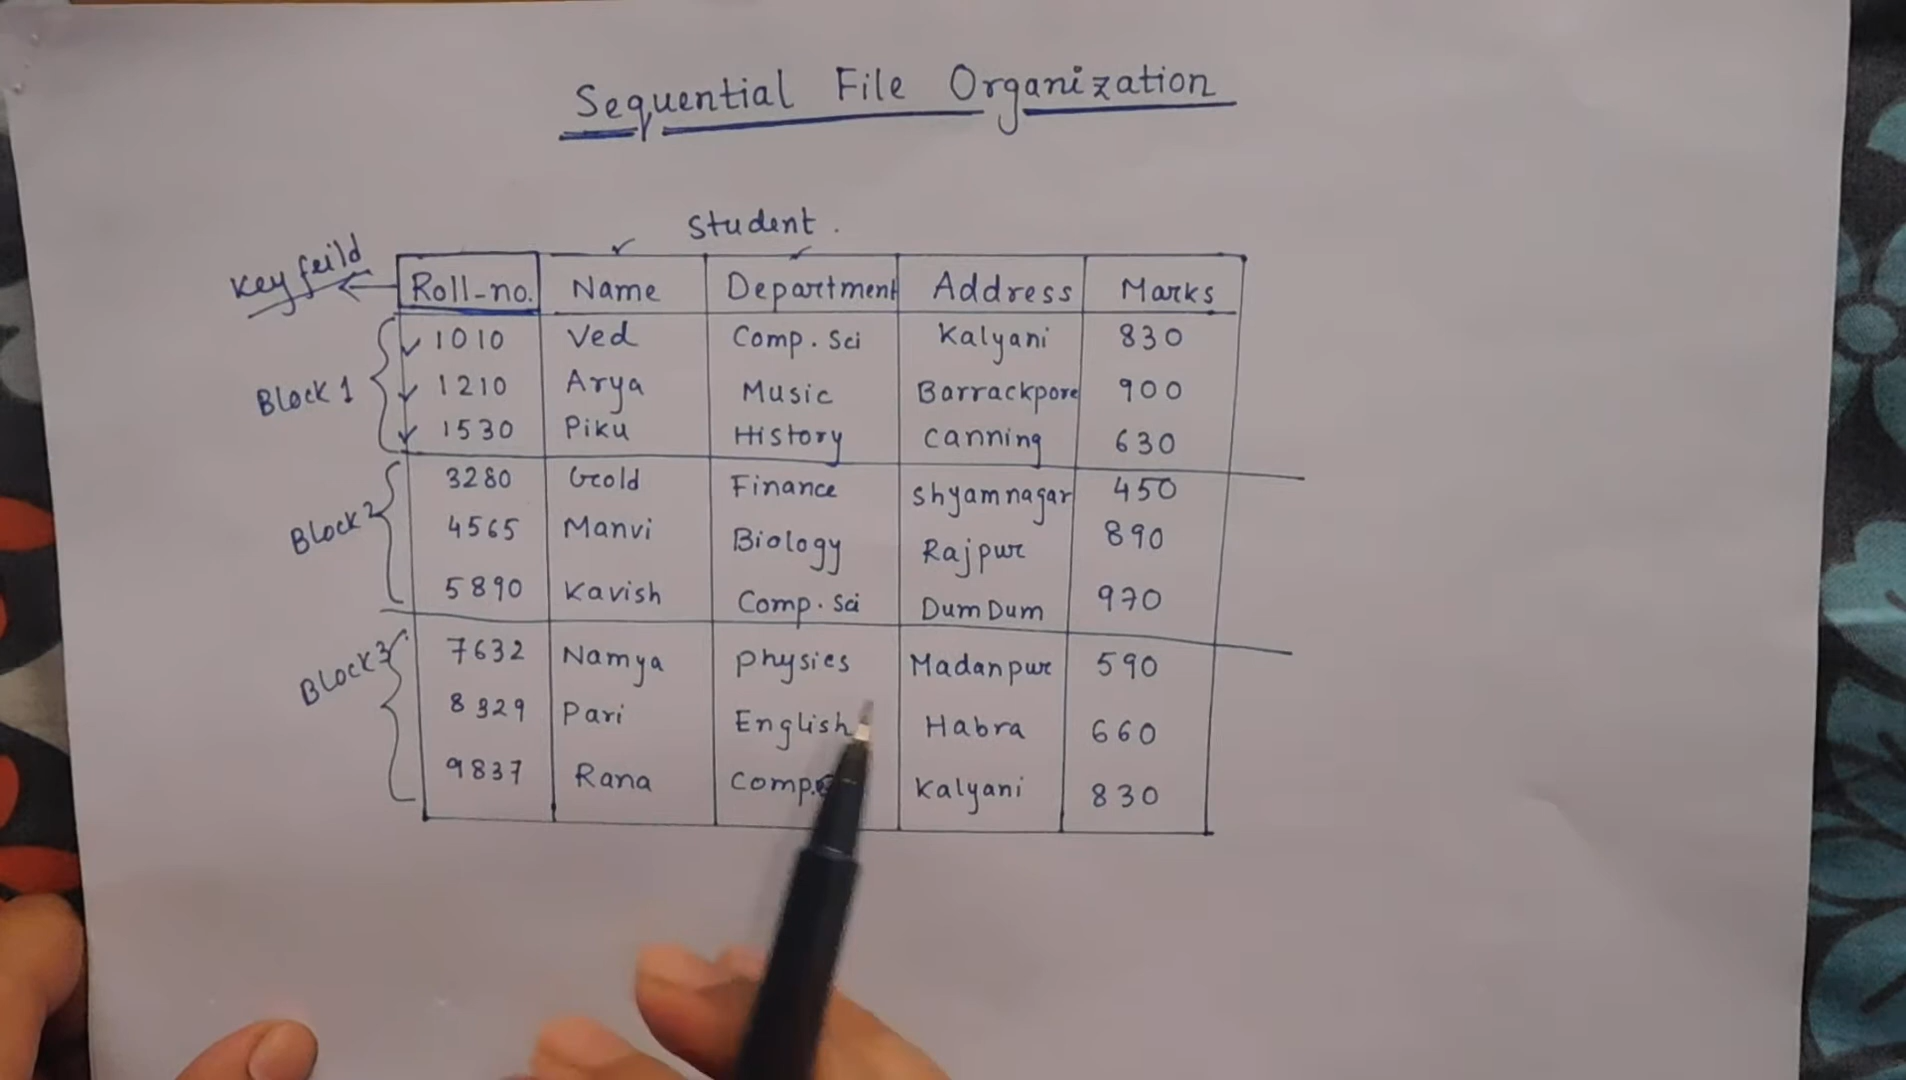 Sequential File Organization
Student.
Key feild
Roll-no. Name Department Address Marks
Block 1
1010 Ved Comp. Sci Kalyani 830
1210 Arya Music Barrackpore 900
1530 Piku History Canning 630
Block 2
3280 Gold Finance Shyamnagar 450
4565 Manvi Biology Rajpur 890
5890 Kavish Comp. Sci DumDum 970
Block 3
7632 Namya Physics Madanpur 590
8329 Pari English Habra 660
9837 Rana Comp. Kalyani 830